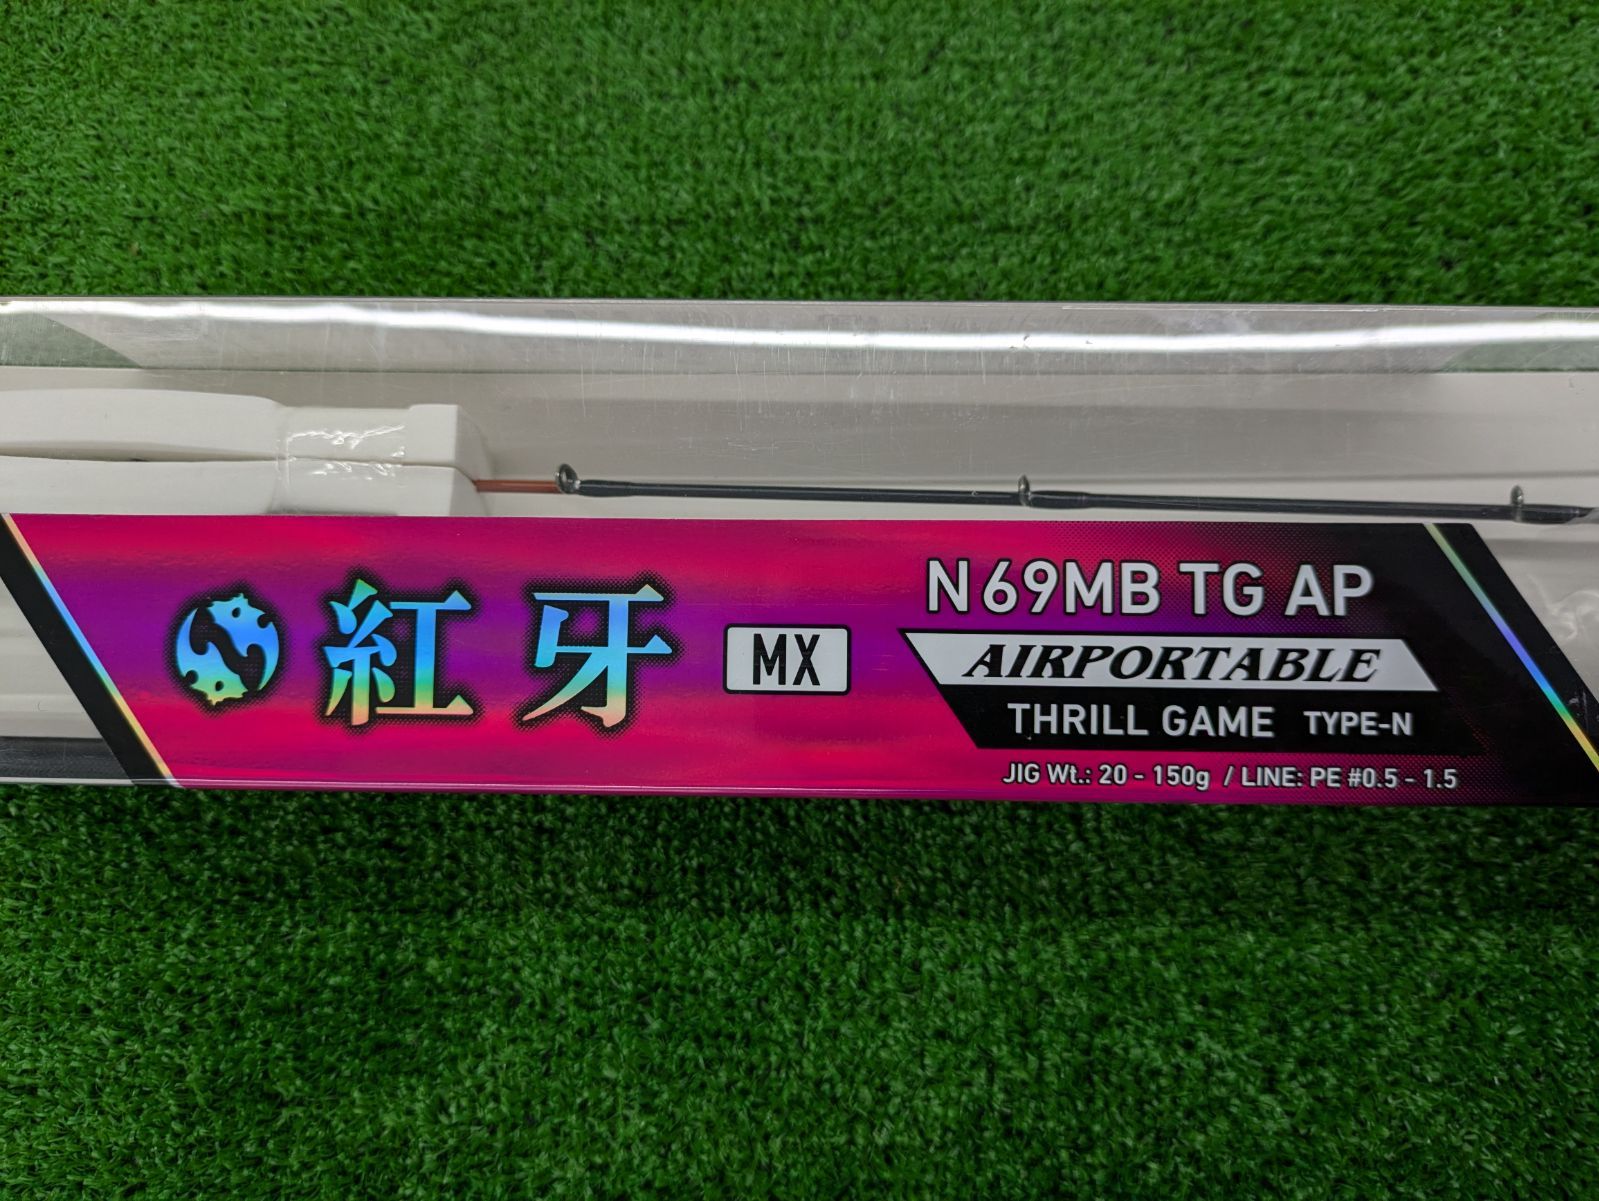 紅牙 MX
N 69MB TG AP
AIRPORTABLE
THRILL GAME TYPE-N
JIG Wt.: 20 - 150g / LINE: PE #0.5 - 1.5